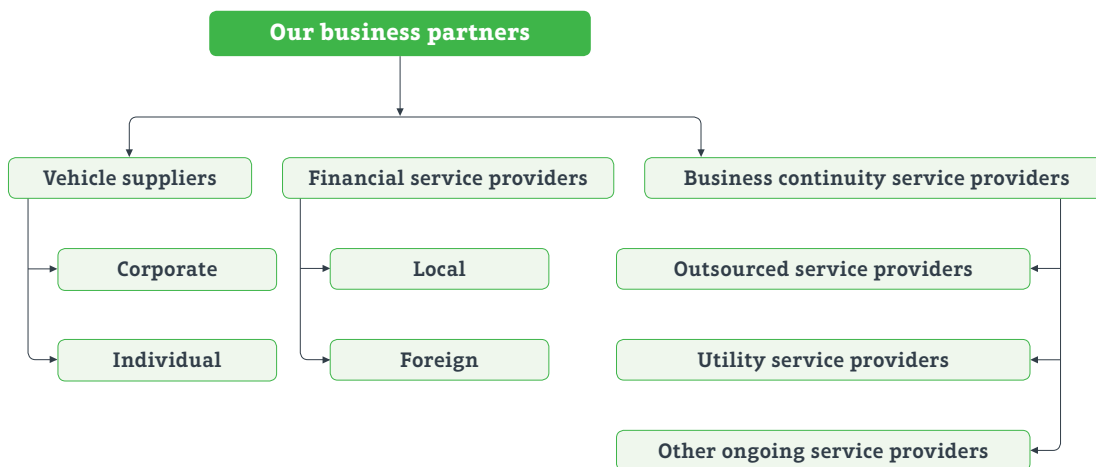 Our business partners
Vehicle suppliers
Financial service providers
Business continuity service providers
Corporate
Local
Outsourced service providers
Individual
Foreign
Utility service providers
Other ongoing service providers